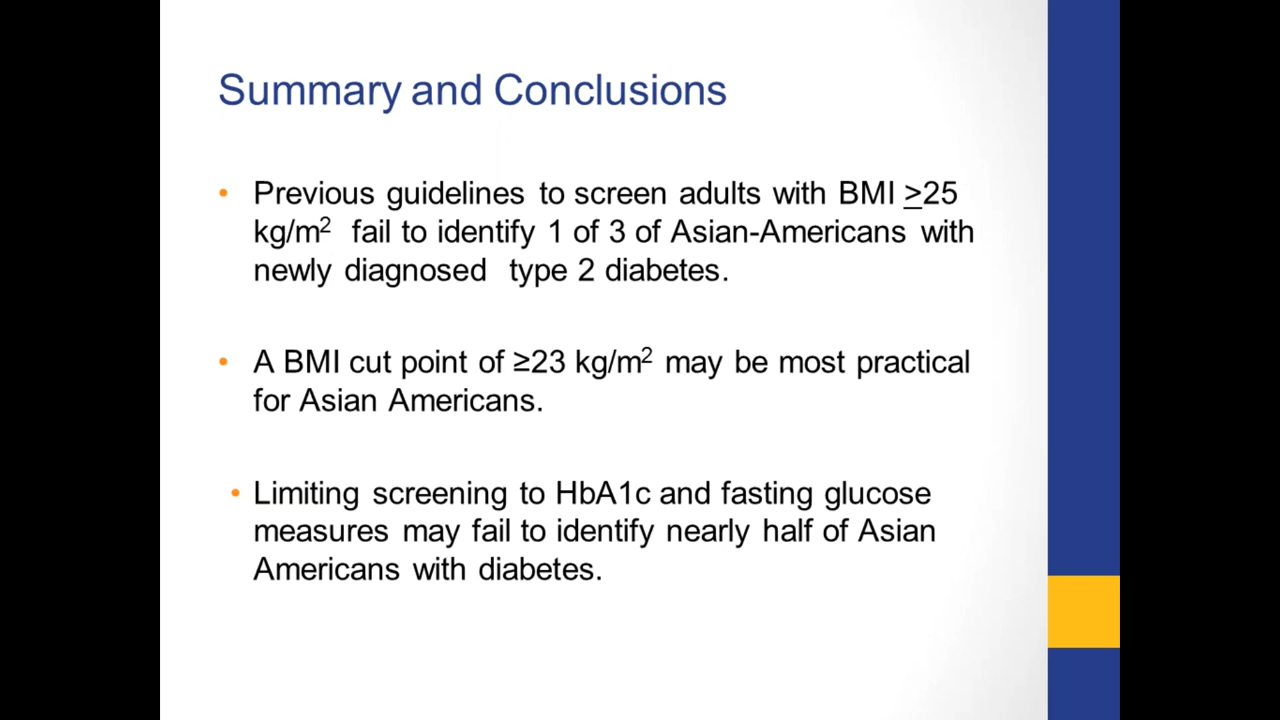 Summary and Conclusions
• Previous guidelines to screen adults with BMI ≥25
kg/m² fail to identify 1 of 3 of Asian-Americans with
newly diagnosed type 2 diabetes.
• A BMI cut point of ≥23 kg/m² may be most practical
for Asian Americans.
• Limiting screening to HbA1c and fasting glucose
measures may fail to identify nearly half of Asian
Americans with diabetes.